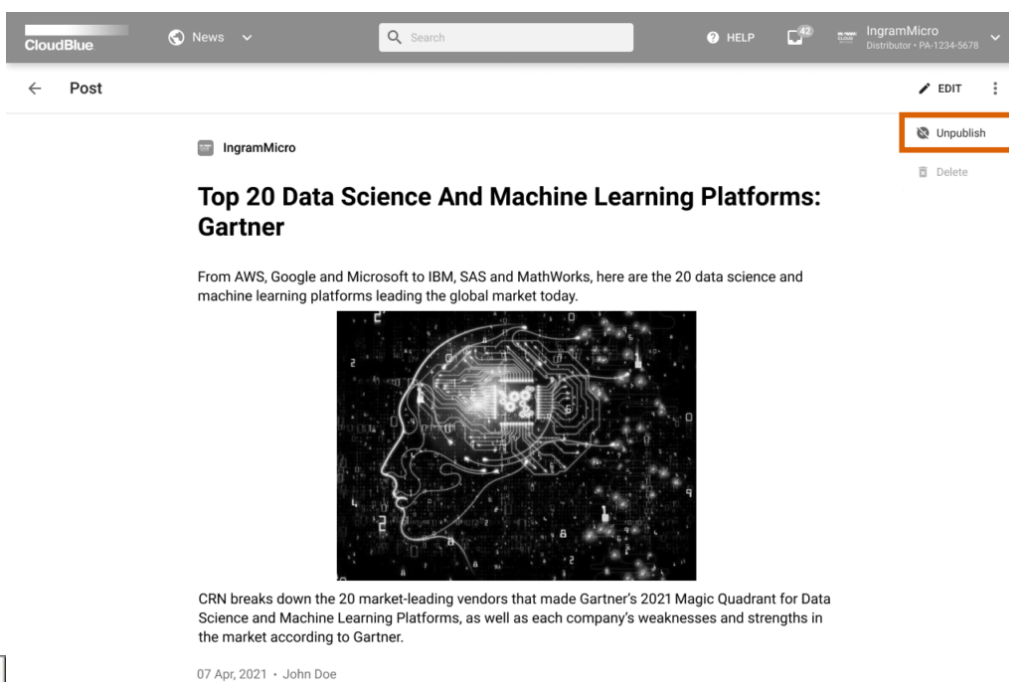 CloudBlue
News
Search
HELP
42
IngramMicro
Distributor • PA-1234-5678
Post
EDIT
Unpublish
Delete
IngramMicro
Top 20 Data Science And Machine Learning Platforms:
Gartner
From AWS, Google and Microsoft to IBM, SAS and MathWorks, here are the 20 data science and
machine learning platforms leading the global market today.
CRN breaks down the 20 market-leading vendors that made Gartner's 2021 Magic Quadrant for Data
Science and Machine Learning Platforms, as well as each company's weaknesses and strengths in
the market according to Gartner.
07 Apr, 2021 • John Doe